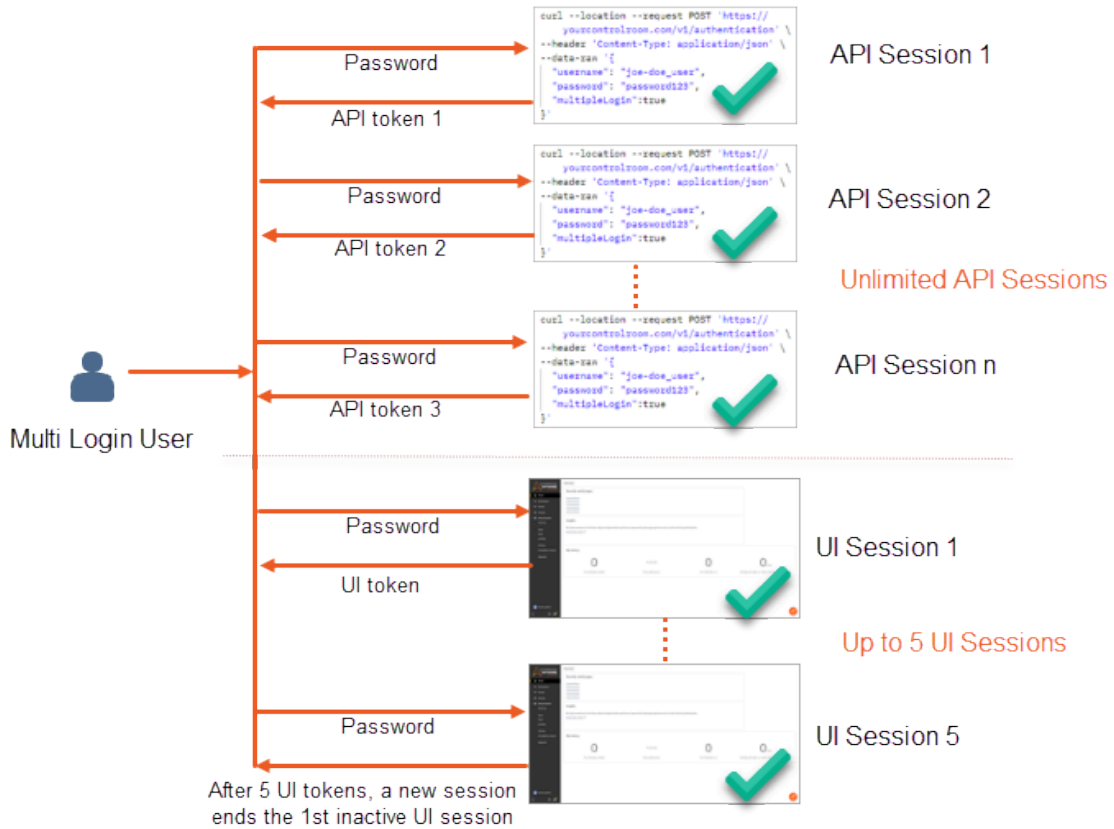 curl --location --request POST 'https://
yourcontrolroom.com/v1/authentication' \
--header 'Content-Type: application/json' \
--data-raw '{
"username": "joe-doe_user",
"password": "password123",
"multipleLogin":true
}'
API Session 1
Password
API token 1
curl --location --request POST 'https://
yourcontrolroom.com/v1/authentication' \
--header 'Content-Type: application/json' \
--data-raw '{
"username": "joe-doe_user",
"password": "password123",
"multipleLogin":true
}'
API Session 2
Password
API token 2
Unlimited API Sessions
curl --location --request POST 'https://
yourcontrolroom.com/v1/authentication' \
--header 'Content-Type: application/json' \
--data-raw '{
"username": "joe-doe_user",
"password": "password123",
"multipleLogin":true
}'
API Session n
Password
API token 3
Multi Login User
Password
UI token
0
0
0
UI Session 1
Up to 5 UI Sessions
Password
0
0
0
UI Session 5
After 5 UI tokens, a new session
ends the 1st inactive UI session